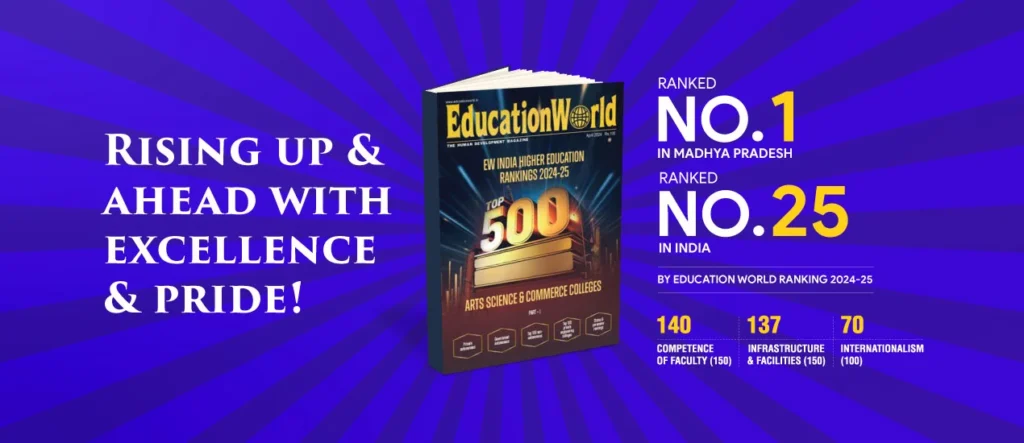 RISING UP &
AHEAD WITH
EXCELLENCE
& PRIDE!
EducationWorld
THE HUMAN DEVELOPMENT MAGAZINE
EW INDIA HIGHER EDUCATION
RANKINGS 2024-25
TOP
500
ARTS SCIENCE & COMMERCE COLLEGES
RANKED
NO.1
IN MADHYA PRADESH
RANKED
NO.25
IN INDIA
BY EDUCATION WORLD RANKING 2024-25
140
COMPETENCE
OF FACULTY (150)
137
INFRASTRUCTURE
& FACILITIES (150)
70
INTERNATIONALISM
(100)